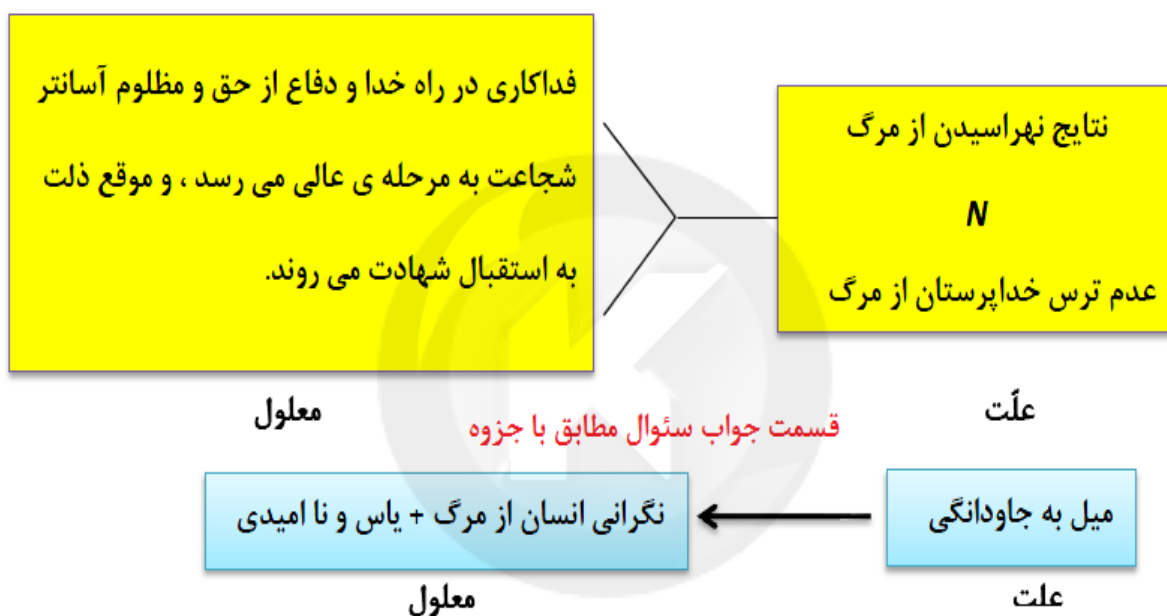 نتایج نهراسیدن از مرگ
N
عدم ترس خداپرستان از مرگ
علّت
فداکاری در راه خدا و دفاع از حق و مظلوم آسانتر
شجاعت به مرحله ی عالی می رسد ، و موقع ذلت
به استقبال شهادت می روند.
معلول
قسمت جواب سئوال مطابق با جزوه
میل به جاودانگی
علت
نگرانی انسان از مرگ + یاس و نا امیدی
معلول